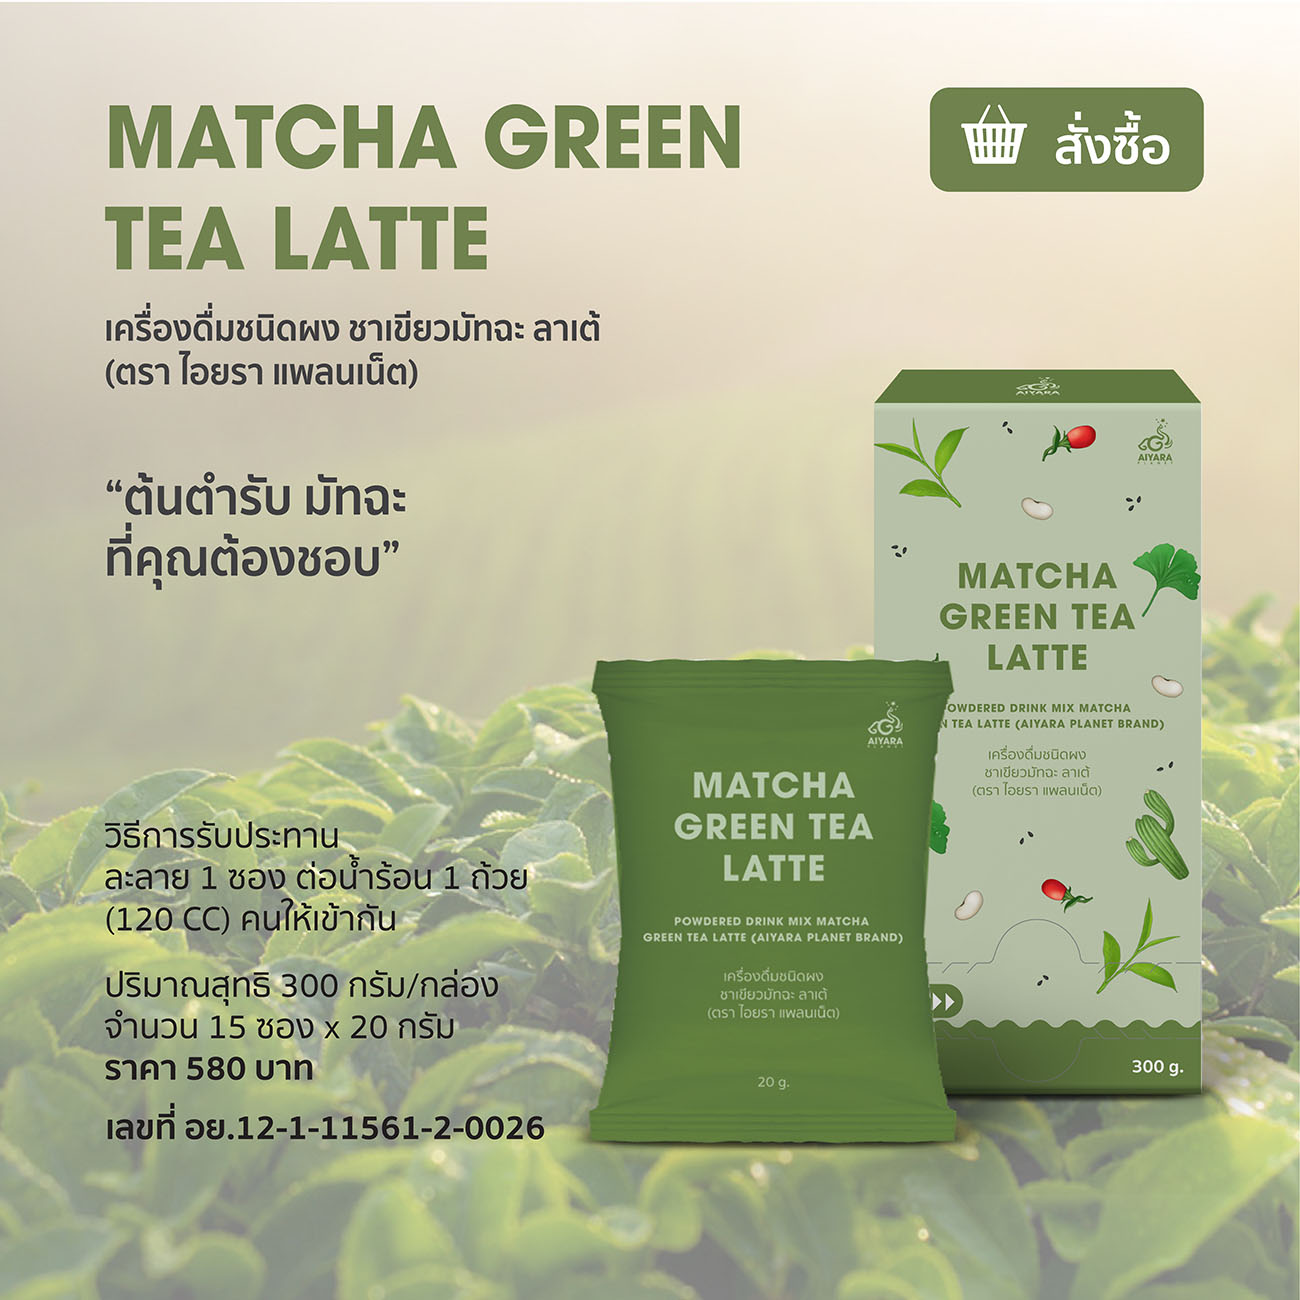 MATCHA GREEN
TEA LATTE
สั่งซื้อ
เครื่องดื่มชนิดผง ชาเขียวมัทฉะ ลาเต้
(ตรา ไอยรา แพลนเน็ต)
“ต้นตำรับ มัทฉะ
ที่คุณต้องชอบ”
วิธีการรับประทาน
ละลาย 1 ซอง ต่อน้ำร้อน 1 ถ้วย
(120 CC) คนให้เข้ากัน
ปริมาณสุทธิ 300 กรัม/กล่อง
จำนวน 15 ซอง x 20 กรัม
ราคา 580 บาท
เลขที่ อย.12-1-11561-2-0026
AIYARA
PLANET
MATCHA
GREEN TEA
LATTE
POWDERED DRINK MIX MATCHA
GREEN TEA LATTE (AIYARA PLANET BRAND)
เครื่องดื่มชนิดผง
ชาเขียวมัทฉะ ลาเต้
(ตรา ไอยรา แพลนเน็ต)
20 g.
AIYARA
AIYARA
PLANET
MATCHA
GREEN TEA
LATTE
OWDERED DRINK MIX MATCHA
N TEA LATTE (AIYARA PLANET BRAND)
เครื่องดื่มชนิดผง
ชาเขียวมัทฉะ ลาเต้
(ตรา ไอยรา แพลนเน็ต)
300 g.